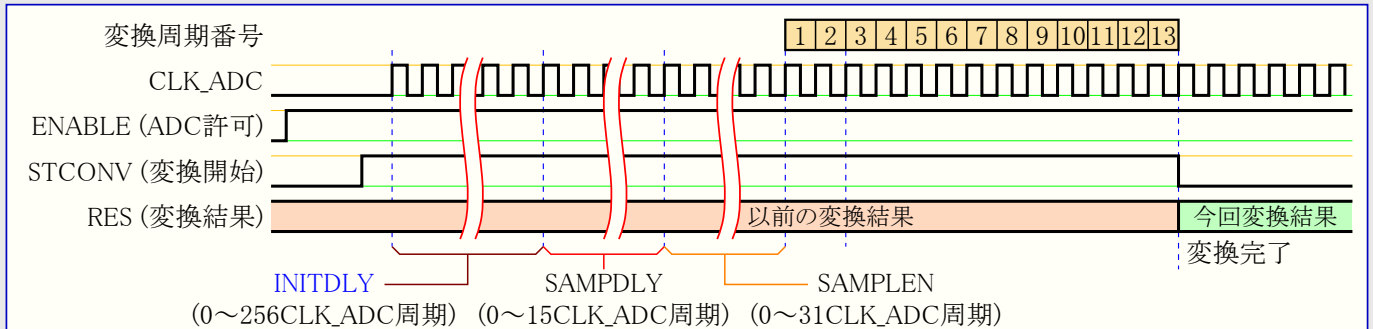 変換周期番号 1 2 3 4 5 6 7 8 9 10 11 12 13
CLK_ADC
ENABLE (ADC許可)
STCONV (変換開始)
RES (変換結果) 以前の変換結果 今回変換結果
変換完了
INITDLY SAMPDLY SAMPLEN
(0～256CLK_ADC周期) (0～15CLK_ADC周期) (0～31CLK_ADC周期)